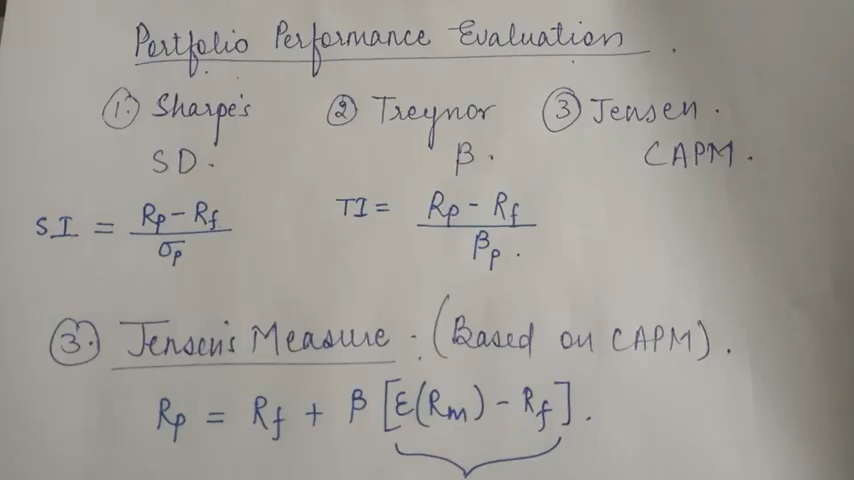 Portfolio Performance Evaluation.
① Sharpe's ② Treynor ③ Jensen.
SD. β. CAPM.
S.I = (Rp - Rf) / σp TI = (Rp - Rf) / βp.
③ Jensen's Measure. (Based on CAPM).
Rp = Rf + β [E(Rm) - Rf].